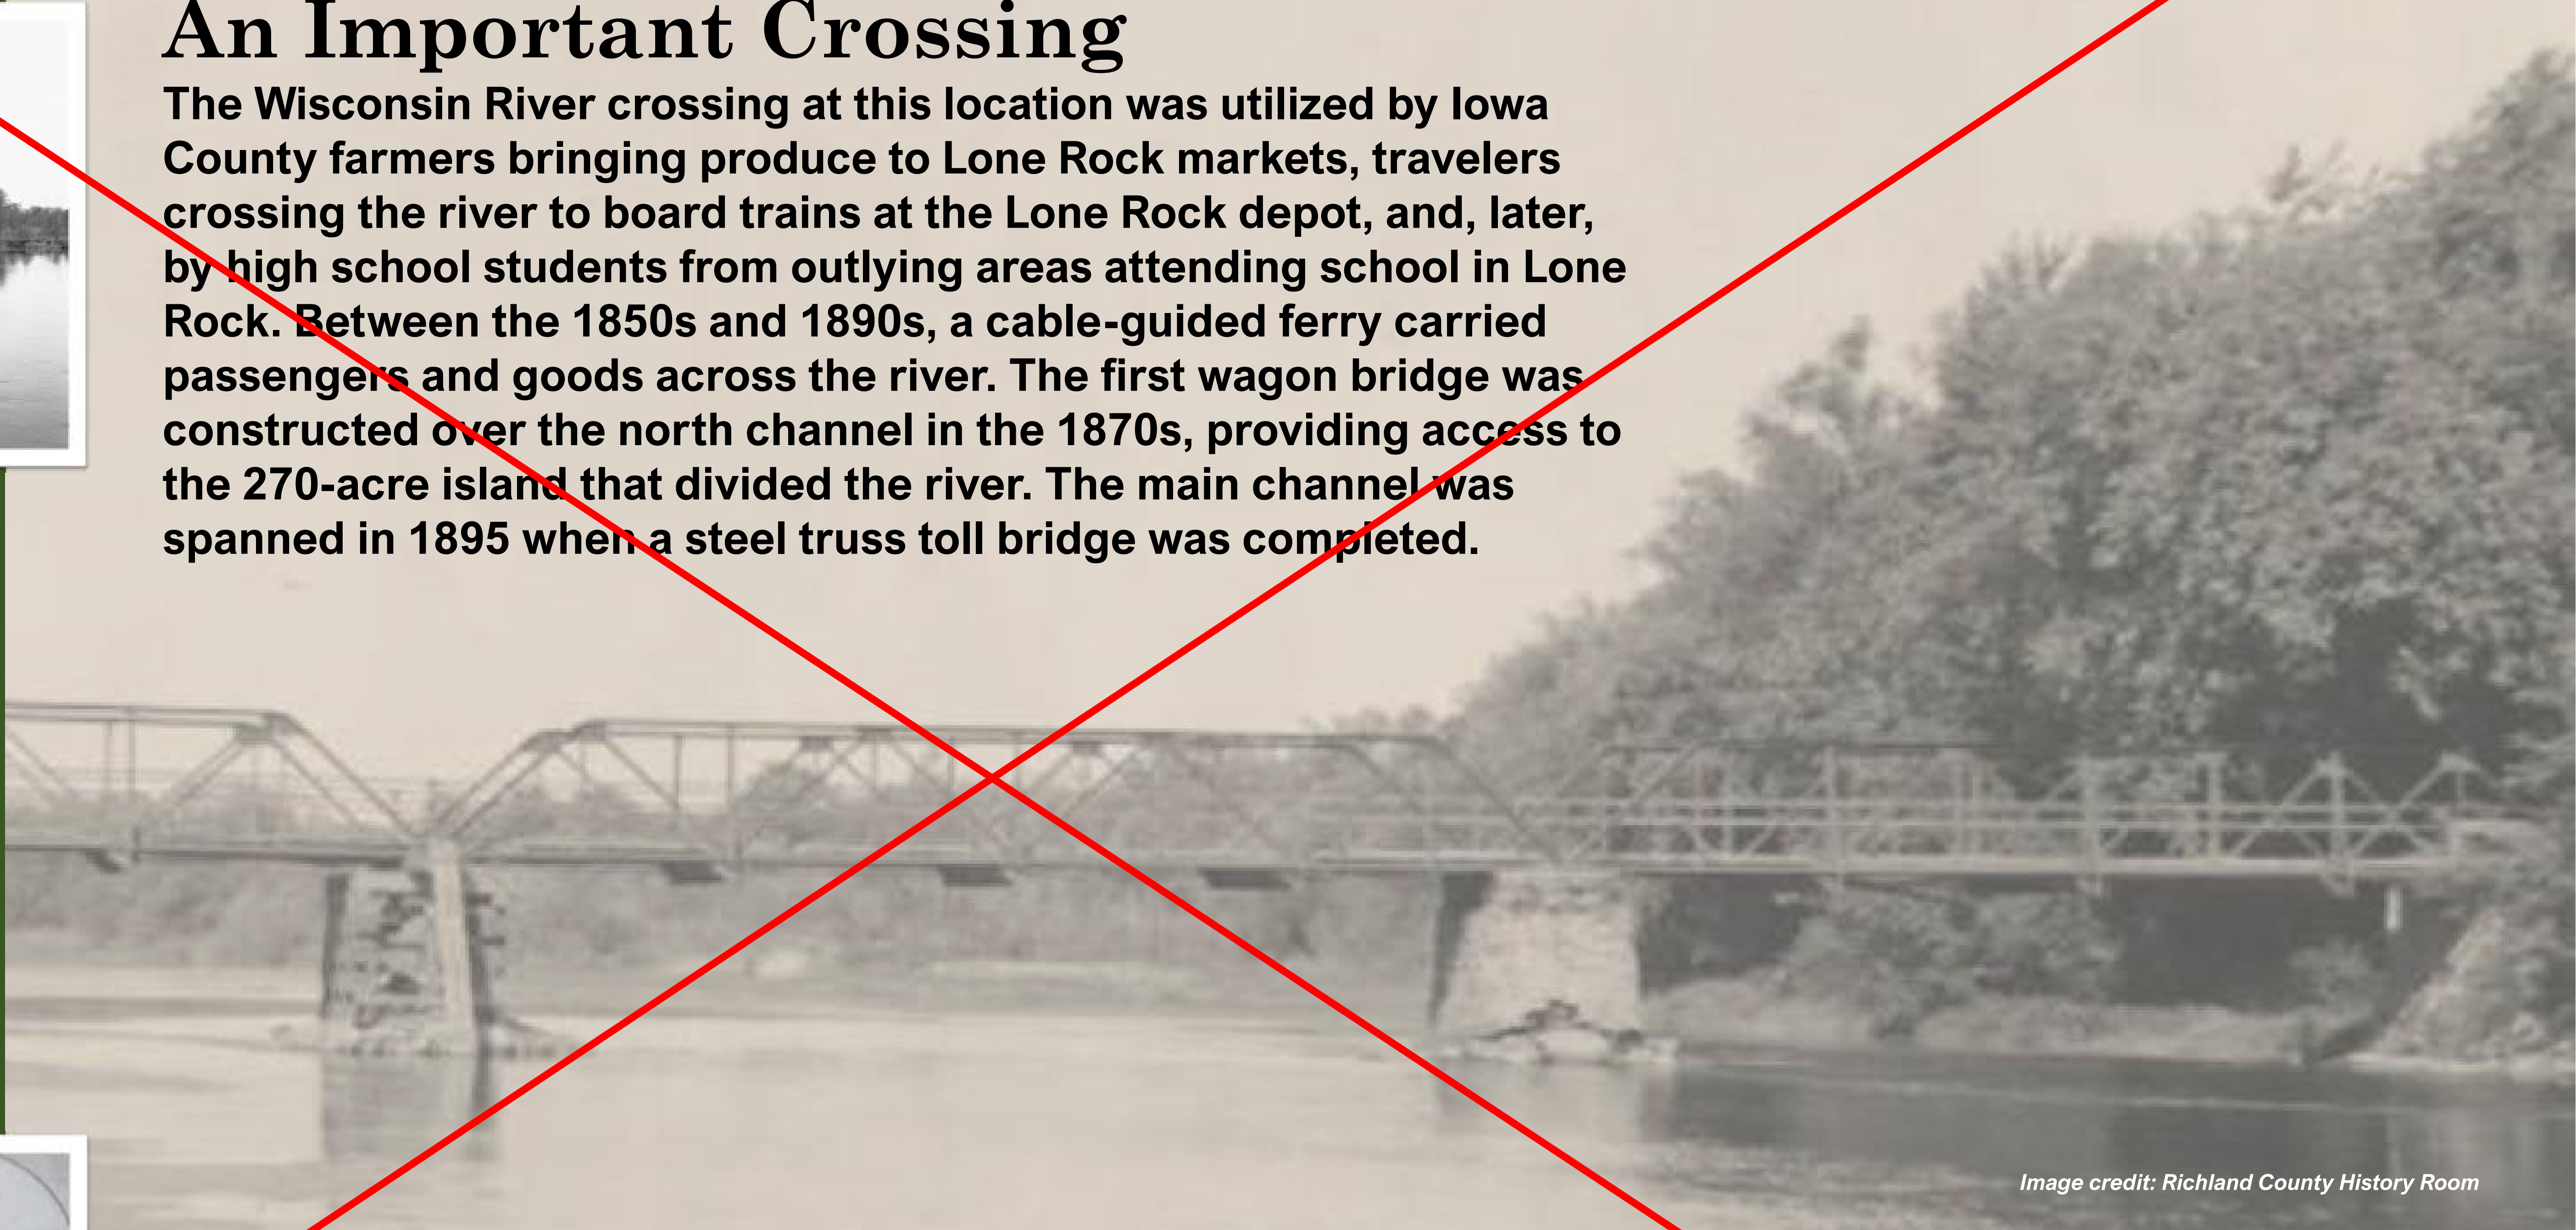 An Important Crossing
The Wisconsin River crossing at this location was utilized by Iowa
County farmers bringing produce to Lone Rock markets, travelers
crossing the river to board trains at the Lone Rock depot, and, later,
by high school students from outlying areas attending school in Lone
Rock. Between the 1850s and 1890s, a cable-guided ferry carried
passengers and goods across the river. The first wagon bridge was
constructed over the north channel in the 1870s, providing access to
the 270-acre island that divided the river. The main channel was
spanned in 1895 when a steel truss toll bridge was completed.
Image credit: Richland County History Room